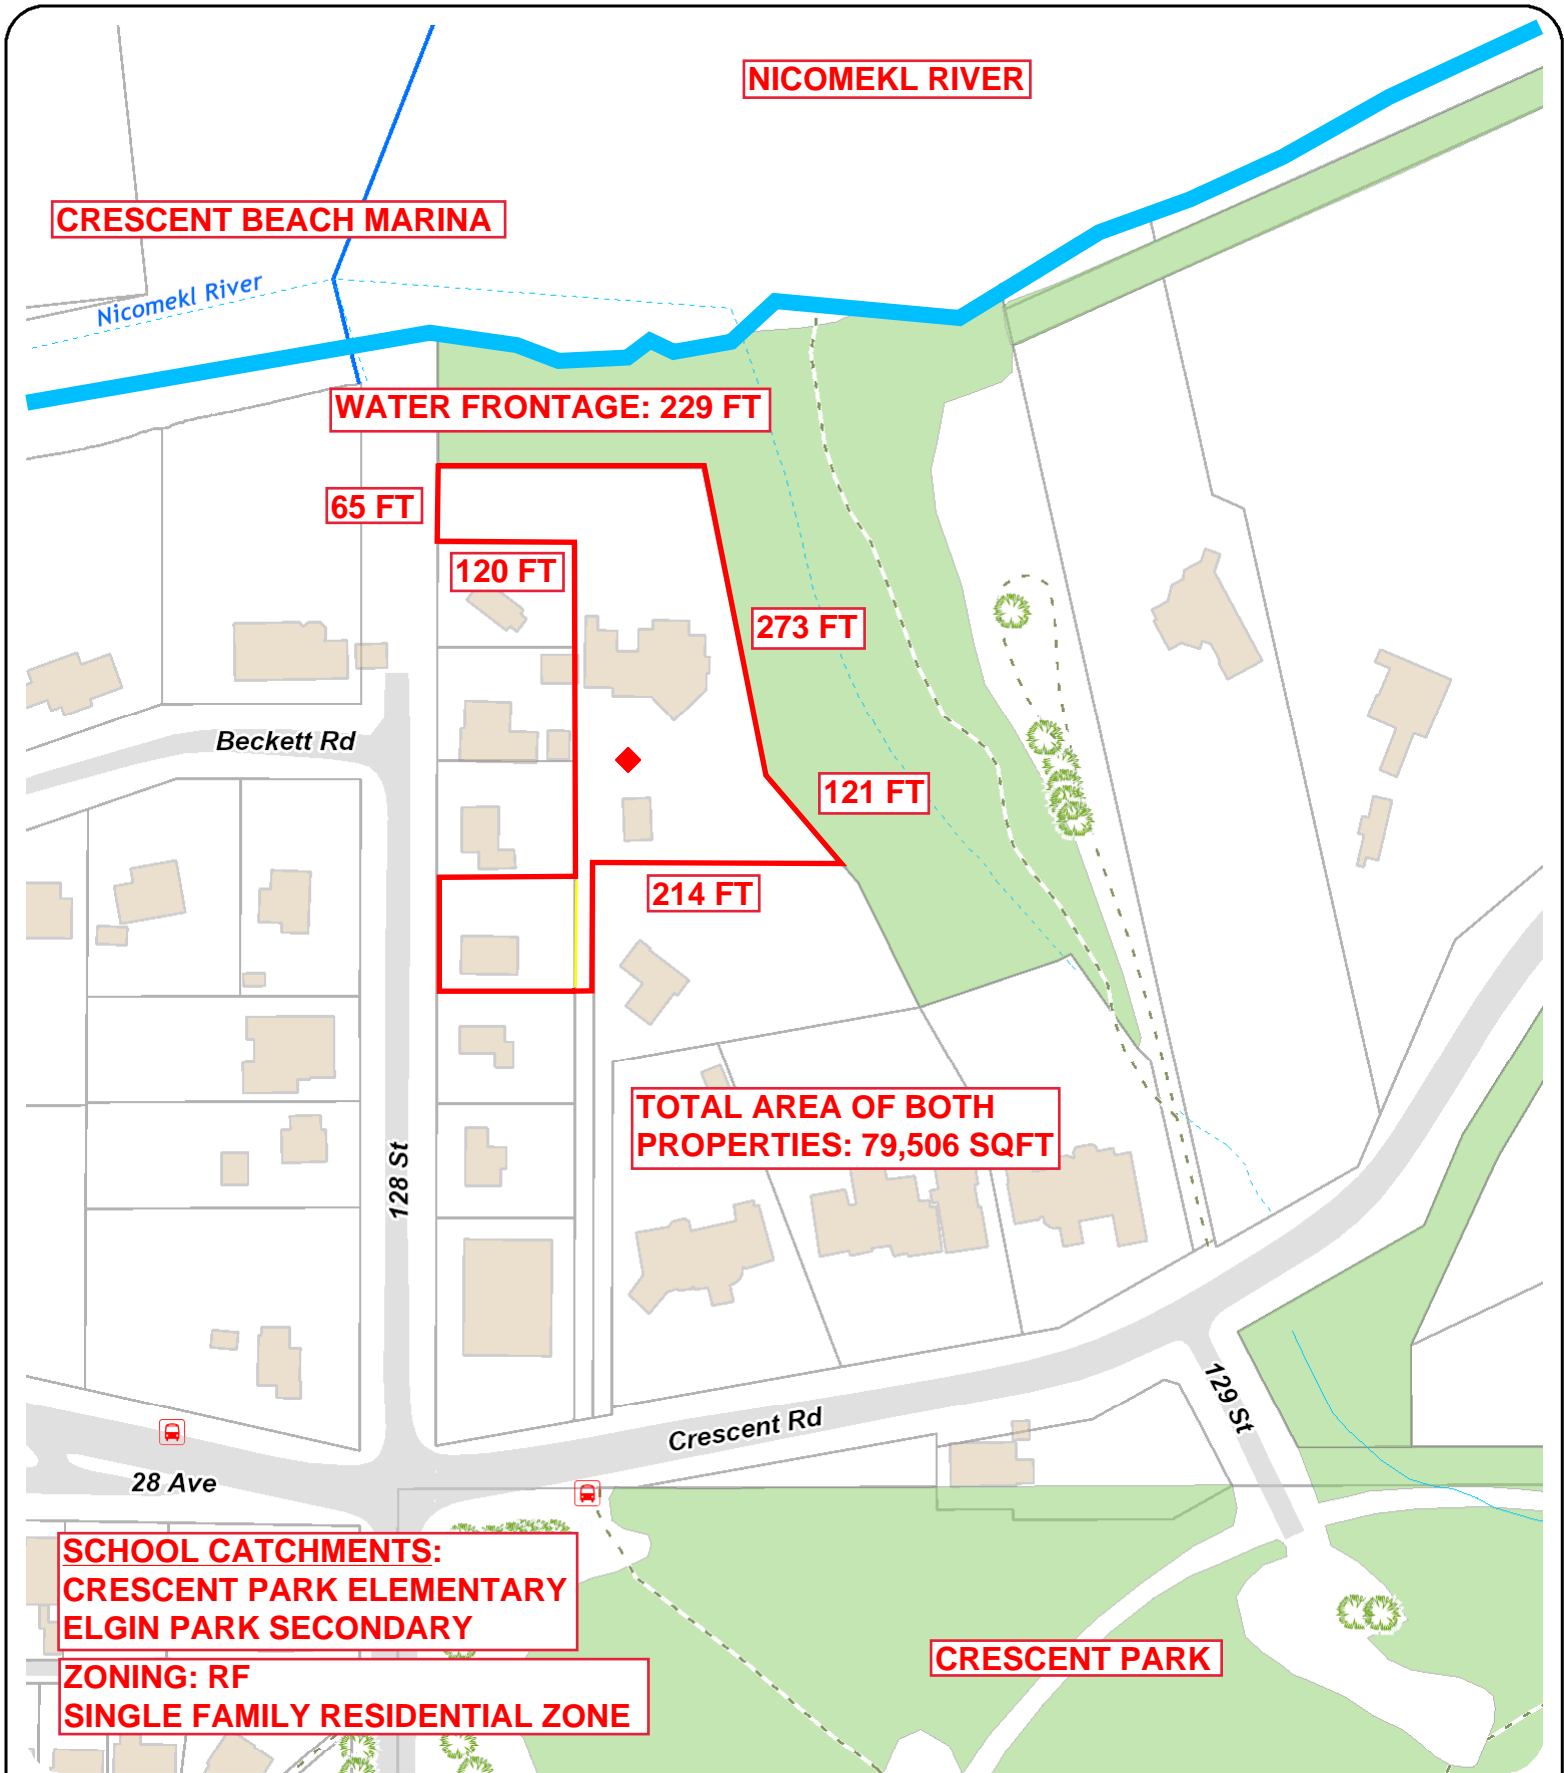 NICOMEKL RIVER
CRESCENT BEACH MARINA
Nicomekl River
WATER FRONTAGE: 229 FT
65 FT
120 FT
273 FT
Beckett Rd
121 FT
214 FT
TOTAL AREA OF BOTH
PROPERTIES: 79,506 SQFT
128 St
129 St
Crescent Rd
28 Ave
SCHOOL CATCHMENTS:
CRESCENT PARK ELEMENTARY
ELGIN PARK SECONDARY
CRESCENT PARK
ZONING: RF
SINGLE FAMILY RESIDENTIAL ZONE